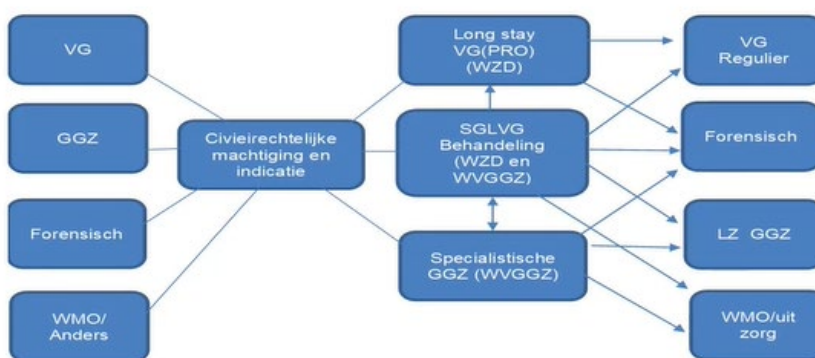 VG
GGZ
Forensisch
WMO/
Anders
Civieirechtelijke
machtiging en
indicatie
Long stay
VG(PRO)
(WZD)
SGLVG
Behandeling
(WZD en
WVGGZ)
Specialistische
GGZ (WVGGZ)
VG
Regulier
Forensisch
LZ GGZ
WMO/uit
zorg